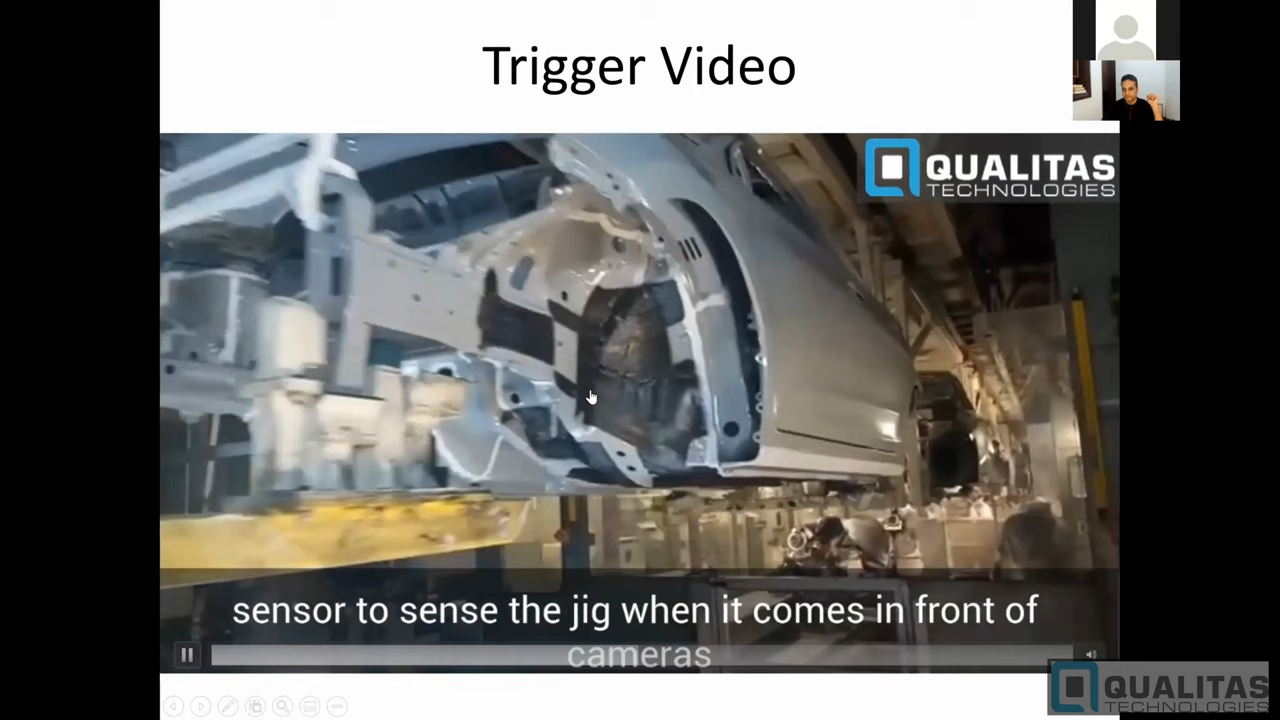 Trigger Video
QUALITAS
TECHNOLOGIES
sensor to sense the jig when it comes in front of
cameras
QUALITAS
TECHNOLOGIES